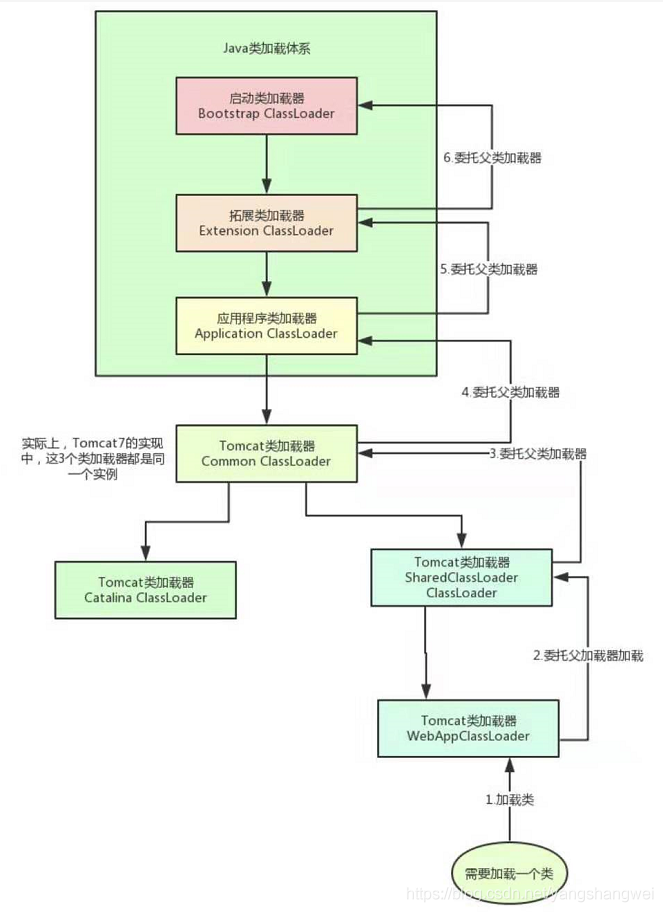 Java类加载体系
启动类加载器
Bootstrap ClassLoader
6.委托父类加载器
拓展类加载器
Extension ClassLoader
5.委托父类加载器
应用程序类加载器
Application ClassLoader
4.委托父类加载器
实际上，Tomcat7的实现
中，这3个类加载器都是同
一个实例
Tomcat类加载器
Common ClassLoader
3.委托父类加载器
Tomcat类加载器
Catalina ClassLoader
Tomcat类加载器
SharedClassLoader
ClassLoader
2.委托父加载器加载
Tomcat类加载器
WebAppClassLoader
1.加载类
需要加载一个类
https://blog.csdn.net/yangshangwei